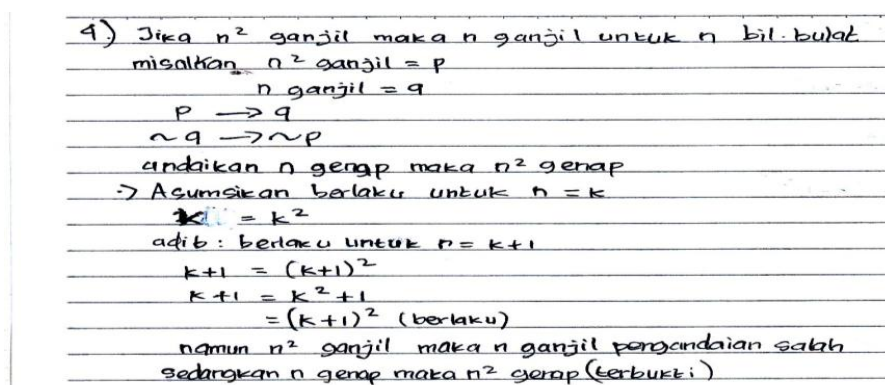 4.) Jika n² ganjil maka n ganjil untuk n bil. bulat
misalkan n² ganjil = p
n ganjil = q
p → q
~q → ~p
andaikan n genap maka n² genap
-> Asumsikan berlaku untuk n = k
k = k²
adib : berlaku untuk n = k+1
k+1 = (k+1)²
k+1 = k²+1
= (k+1)² (berlaku)
namun n² ganjil maka n ganjil pengandaian salah
sedangkan n genap maka n² genap (terbukti)